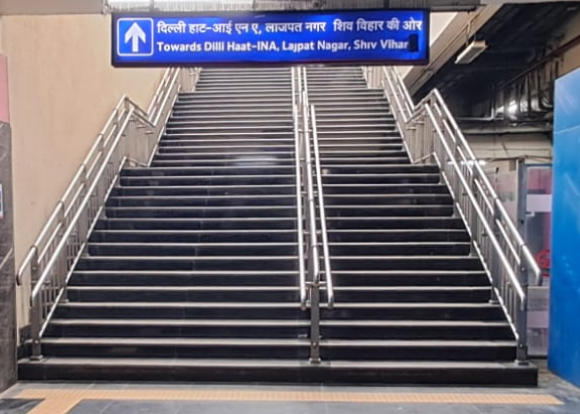 दिल्ली हाट-आई एन ए, लाजपत नगर  शिव विहार की ओर
Towards Dilli Haat-INA, Lajpat Nagar, Shiv Vihar